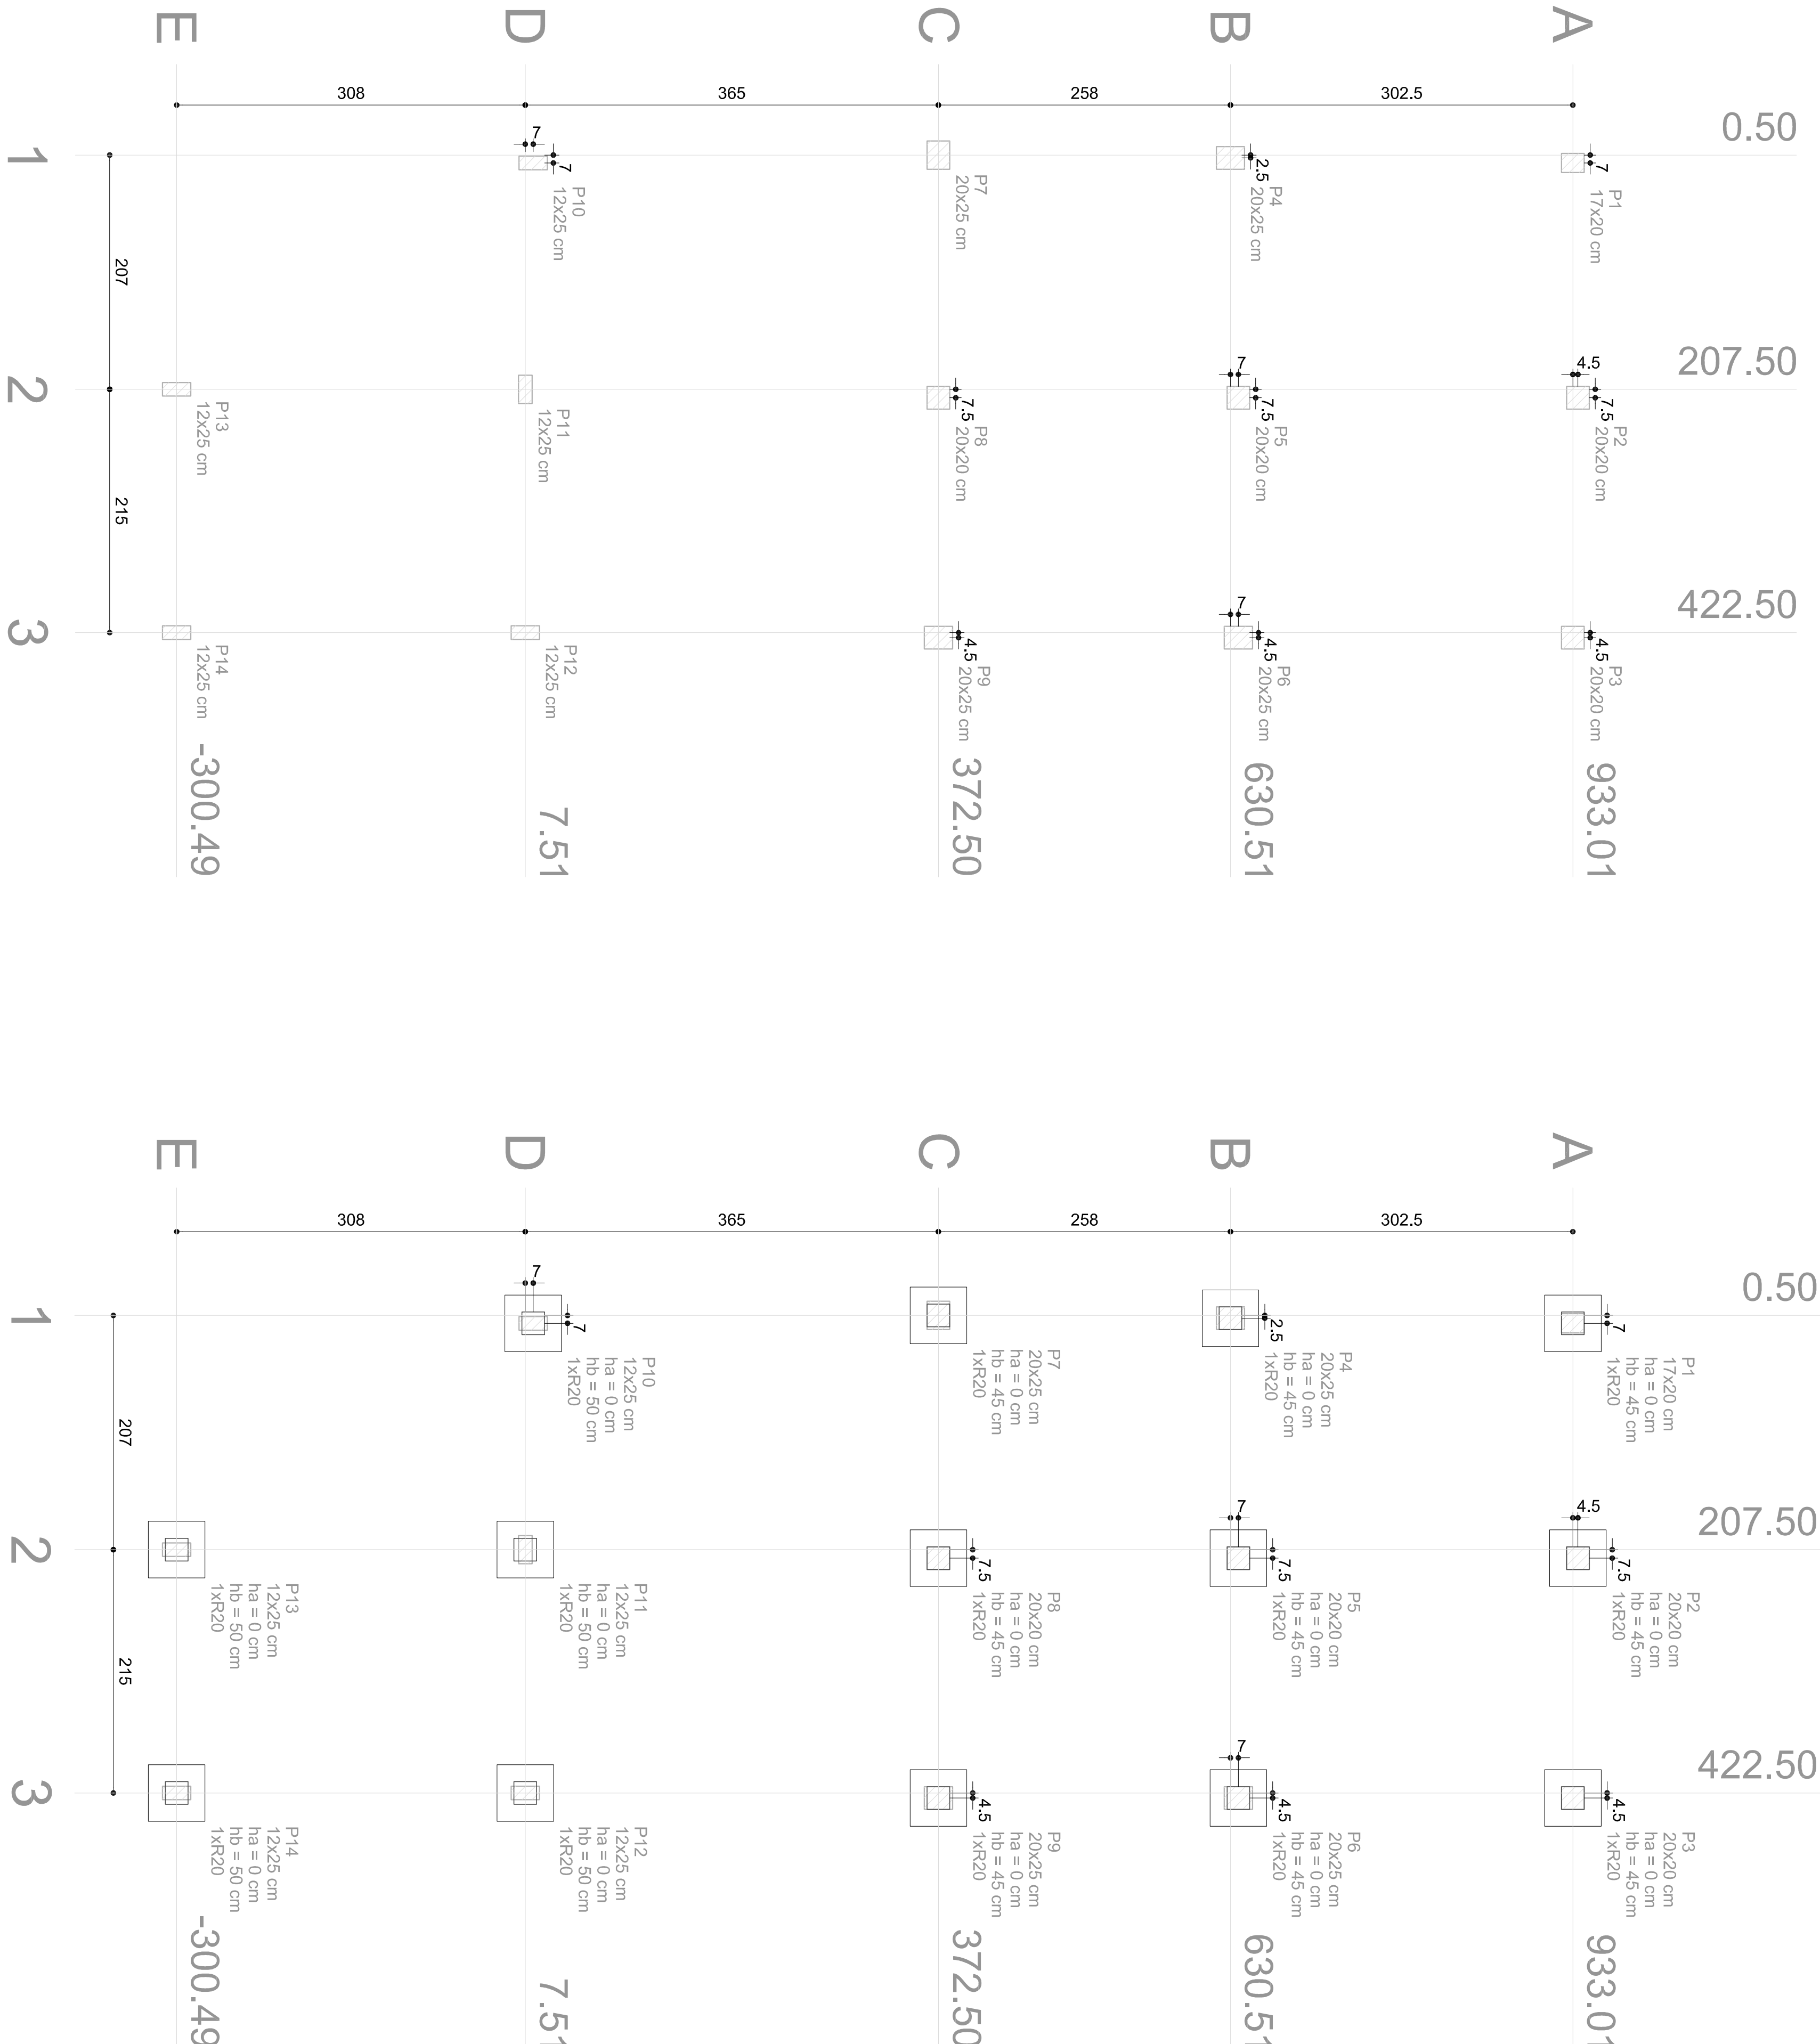 E
D
C
B
A
308
365
258
302.5
0.50
1
7
7
P10
12x25 cm
P7
20x25 cm
2.5
P4
20x25 cm
7
P1
17x20 cm
207
207.50
2
P13
12x25 cm
P11
12x25 cm
7.5
P8
20x20 cm
7
7.5
P5
20x20 cm
4.5
7.5
P2
20x20 cm
215
422.50
3
P14
12x25 cm
P12
12x25 cm
4.5
P9
20x25 cm
7
4.5
P6
20x25 cm
4.5
P3
20x20 cm
-300.49
7.51
372.50
630.51
933.01
E
D
C
B
A
308
365
258
302.5
0.50
1
7
7
P10
12x25 cm
ha = 0 cm
hb = 50 cm
1xR20
P7
20x25 cm
ha = 0 cm
hb = 45 cm
1xR20
2.5
P4
20x25 cm
ha = 0 cm
hb = 45 cm
1xR20
7
P1
17x20 cm
ha = 0 cm
hb = 45 cm
1xR20
207
207.50
2
P13
12x25 cm
ha = 0 cm
hb = 50 cm
1xR20
P11
12x25 cm
ha = 0 cm
hb = 50 cm
1xR20
7.5
P8
20x20 cm
ha = 0 cm
hb = 45 cm
1xR20
7
7.5
P5
20x20 cm
ha = 0 cm
hb = 45 cm
1xR20
4.5
7.5
P2
20x20 cm
ha = 0 cm
hb = 45 cm
1xR20
215
422.50
3
P14
12x25 cm
ha = 0 cm
hb = 50 cm
1xR20
P12
12x25 cm
ha = 0 cm
hb = 50 cm
1xR20
4.5
P9
20x25 cm
ha = 0 cm
hb = 45 cm
1xR20
7
4.5
P6
20x25 cm
ha = 0 cm
hb = 45 cm
1xR20
4.5
P3
20x20 cm
ha = 0 cm
hb = 45 cm
1xR20
-300.49
7.51
372.50
630.51
933.01